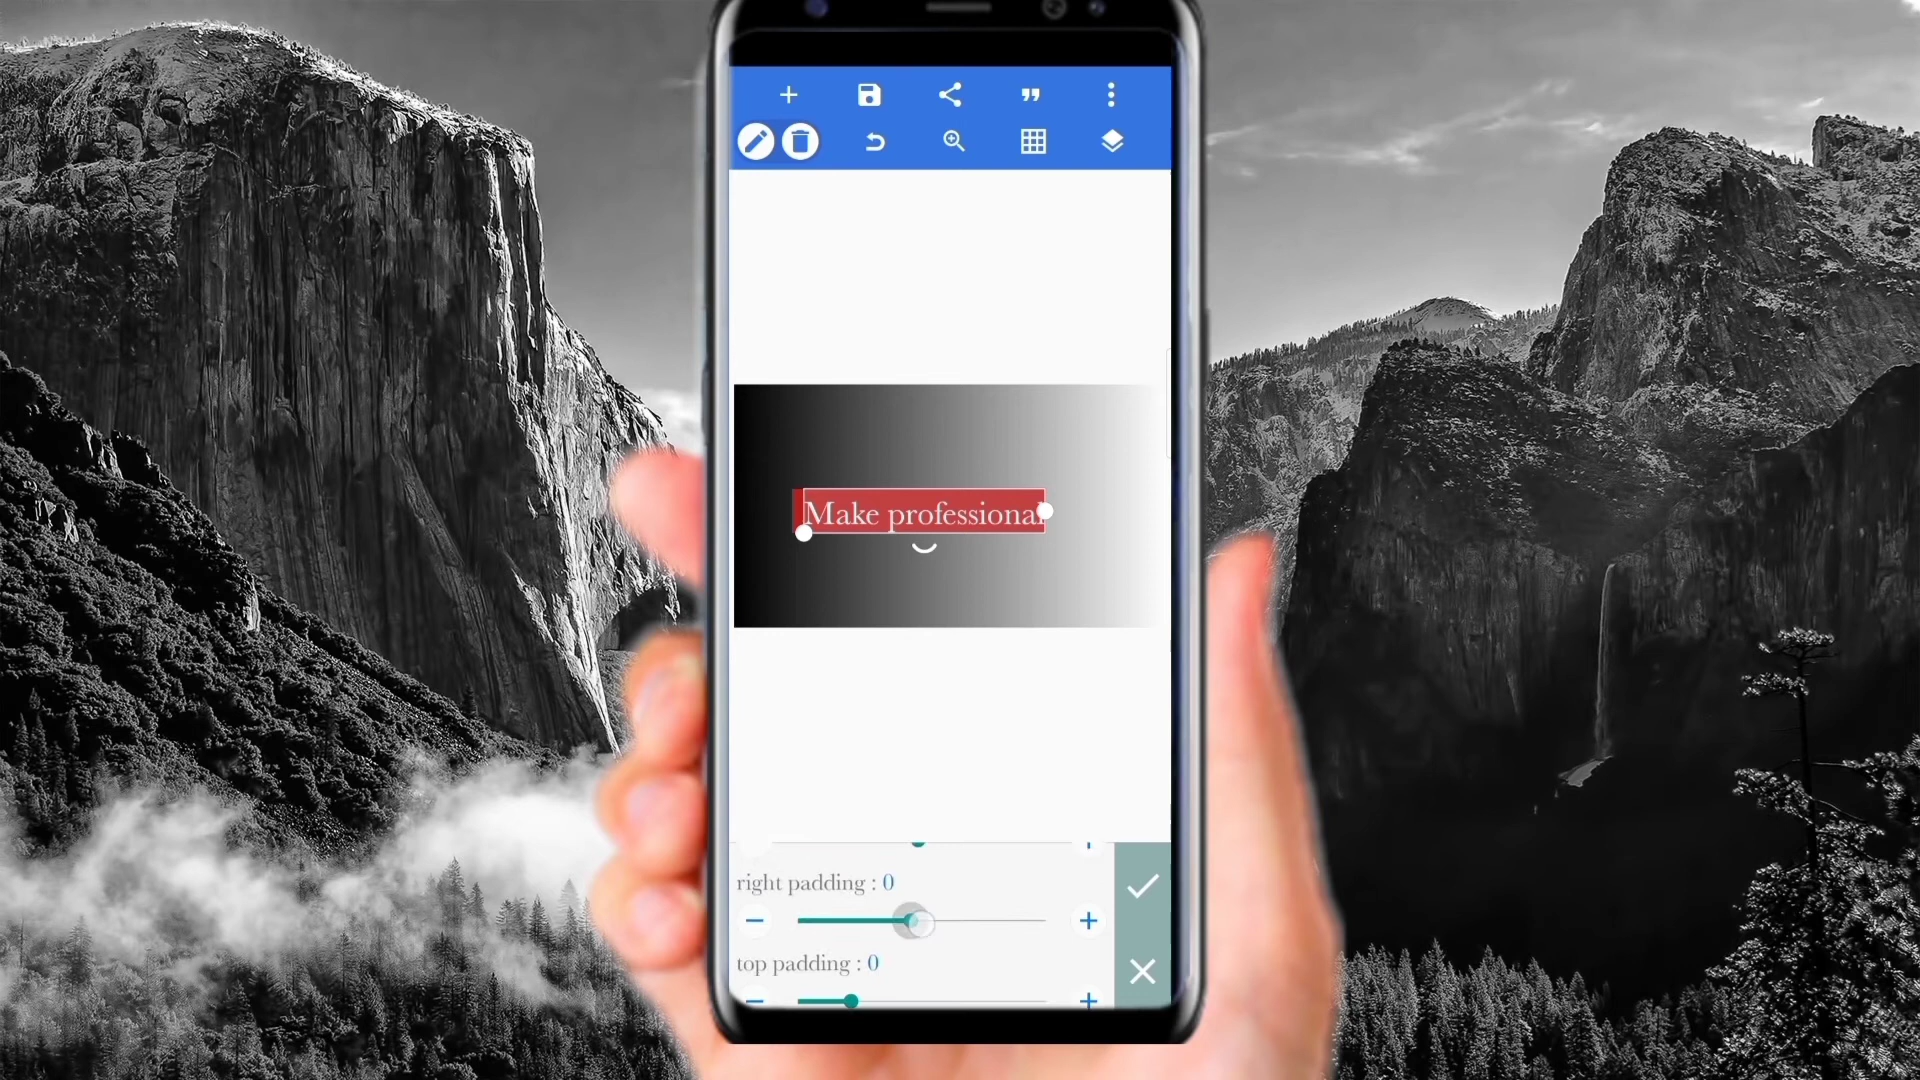 Make professional
right padding : 0
top padding : 0